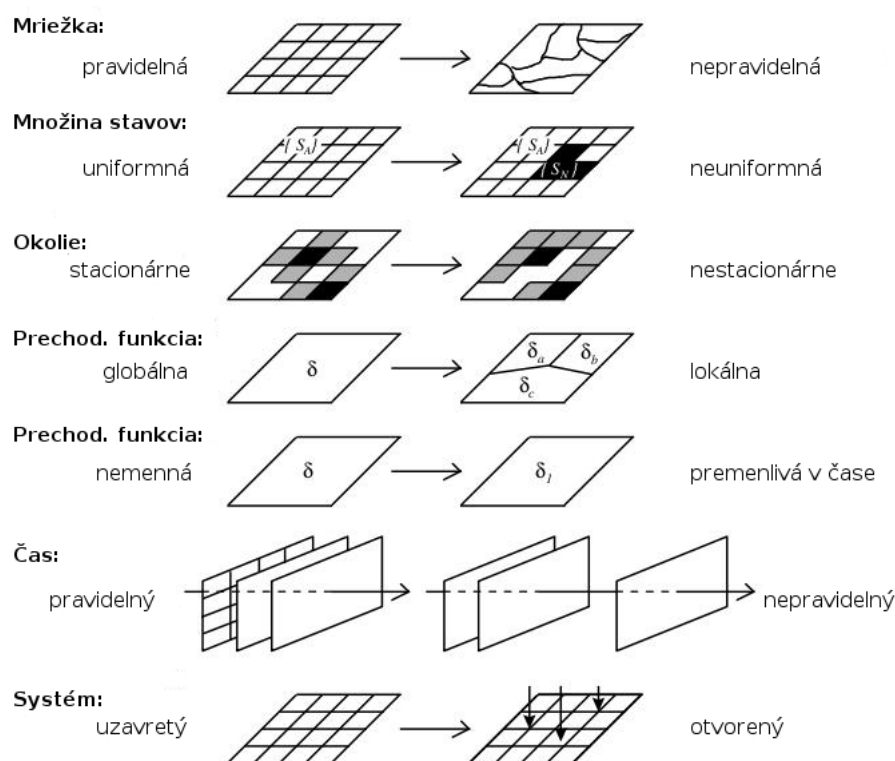 Mriežka:
pravidelná
nepravidelná
Množina stavov:
{ S_A }
{ S_A }
{ S_N }
uniformná
neuniformná
Okolie:
stacionárne
nestacionárne
Prechod. funkcia:
globálna
δ
δ_a
δ_b
δ_c
lokálna
Prechod. funkcia:
nemenná
δ
δ_1
premenlivá v čase
Čas:
pravidelný
nepravidelný
Systém:
uzavretý
otvorený